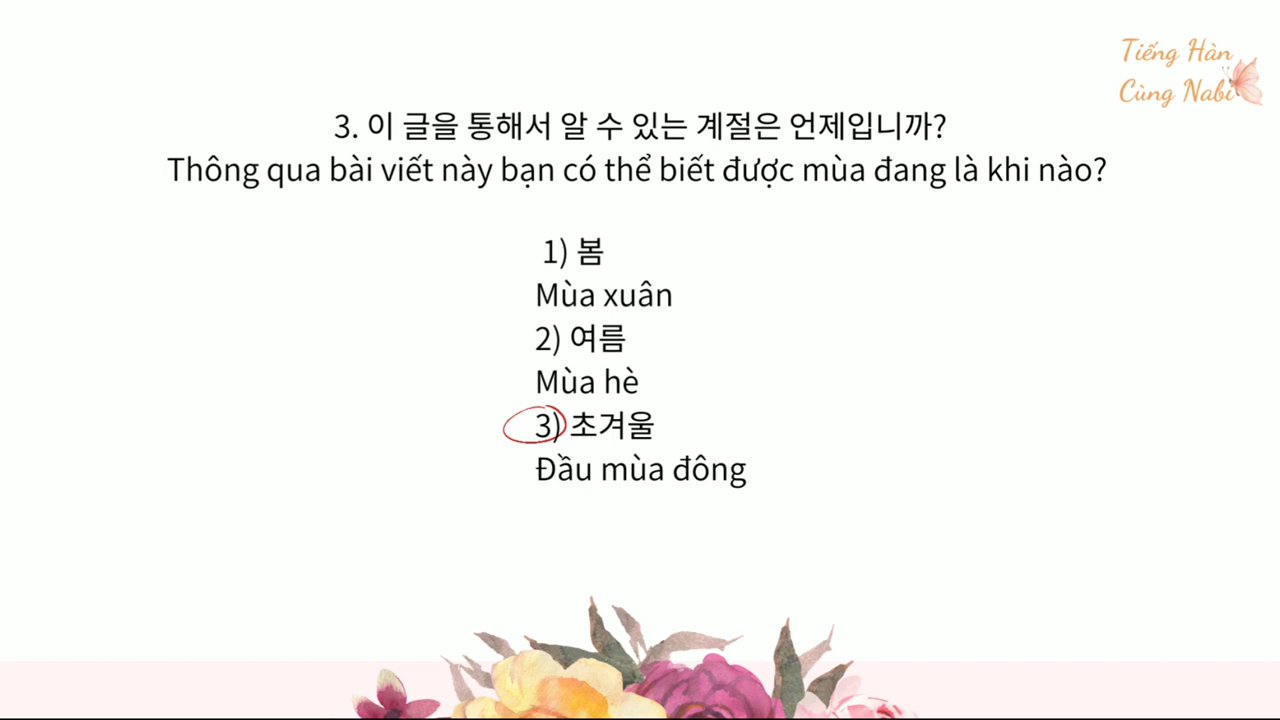 Tiếng Hàn
Cùng Nabi
3. 이 글을 통해서 알 수 있는 계절은 언제입니까?
Thông qua bài viết này bạn có thể biết được mùa đang là khi nào?
1) 봄
Mùa xuân
2) 여름
Mùa hè
3) 초겨울
Đầu mùa đông